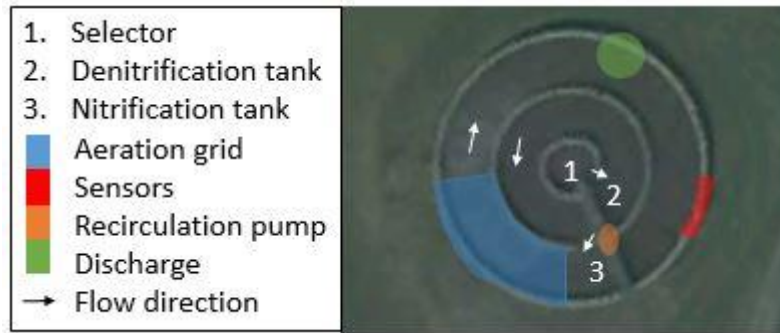 1. Selector
2. Denitrification tank
3. Nitrification tank
Aeration grid
Sensors
Recirculation pump
Discharge
Flow direction
1
2
3